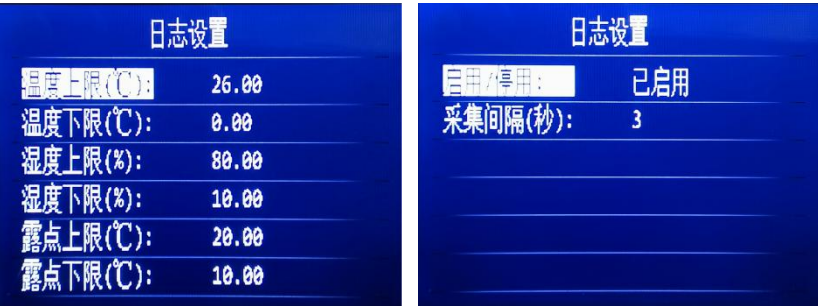 日志设置
温度上限(℃): 26.00
温度下限(℃): 0.00
湿度上限(%): 80.00
湿度下限(%): 10.00
露点上限(℃): 20.00
露点下限(℃): 10.00
日志设置
启用/停用: 已启用
采集间隔(秒): 3